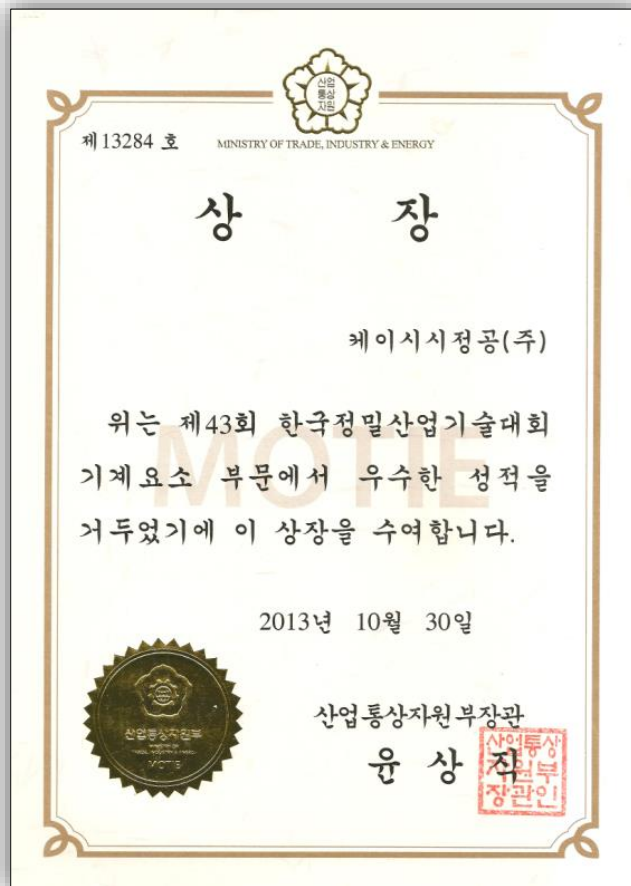 산업
통상
자원
제13284 호
MINISTRY OF TRADE, INDUSTRY & ENERGY
상 장
케이시시정공(주)
위는 제43회 한국정밀산업기술대회
기계요소 부문에서 우수한 성적을
거두었기에 이 상장을 수여합니다.
MOTIE
2013년 10월 30일
산업통상자원부장관
윤 상 직
산업통상
자원부
장관인
산업통상자원부
MOTIE